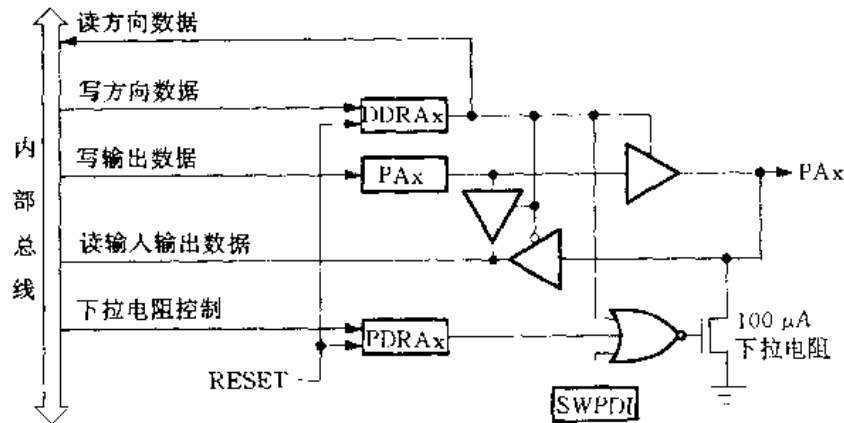 读方向数据
写方向数据
DDRAx
内部总线
写输出数据
PAx
PAx
读输人输出数据
下拉电阻控制
PDRAx
100 μA
下拉电阻
RESET
SWPDI